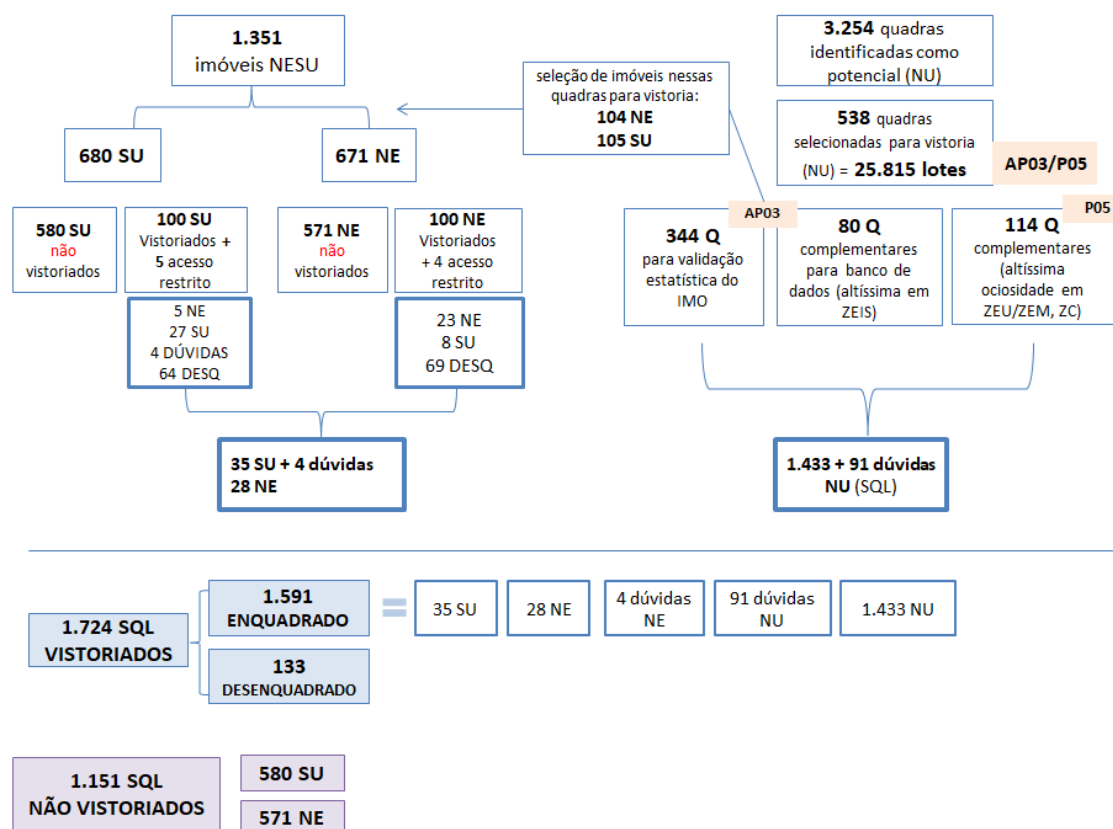 1.351
imóveis NESU
680 SU
671 NE
seleção de imóveis nessas
quadras para vistoria:
104 NE
105 SU
3.254 quadras
identificadas como
potencial (NU)
538 quadras
selecionadas para vistoria
(NU) = 25.815 lotes
AP03/P05
580 SU
não
vistoriados
100 SU
Vistoriados +
5 acesso
restrito
571 NE
não
vistoriados
100 NE
Vistoriados
+ 4 acesso
restrito
5 NE
27 SU
4 DÚVIDAS
64 DESQ
23 NE
8 SU
69 DESQ
35 SU + 4 dúvidas
28 NE
AP03
344 Q
para validação
estatística do
IMO
80 Q
complementares
para banco de
dados (altíssima em
ZEIS)
P05
114 Q
complementares
(altíssima
ociosidade em
ZEU/ZEM, ZC)
1.433 + 91 dúvidas
NU (SQL)
1.724 SQL
VISTORIADOS
1.591
ENQUADRADO
133
DESENQUADRADO
35 SU
28 NE
4 dúvidas
NE
91 dúvidas
NU
1.433 NU
1.151 SQL
NÃO VISTORIADOS
580 SU
571 NE